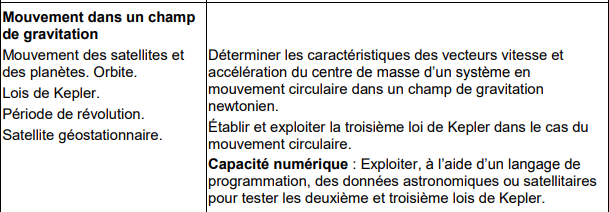 Mouvement dans un champ
de gravitation
Mouvement des satellites et
des planètes. Orbite.
Lois de Kepler.
Période de révolution.
Satellite géostationnaire.
Déterminer les caractéristiques des vecteurs vitesse et
accélération du centre de masse d’un système en
mouvement circulaire dans un champ de gravitation
newtonien.
Établir et exploiter la troisième loi de Kepler dans le cas du
mouvement circulaire.
Capacité numérique : Exploiter, à l’aide d’un langage de
programmation, des données astronomiques ou satellitaires
pour tester les deuxième et troisième lois de Kepler.